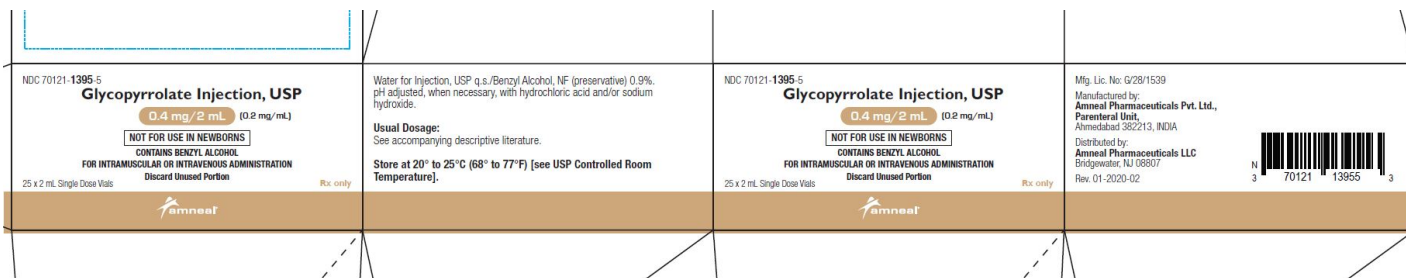 NDC 70121-1395-5
Glycopyrrolate Injection, USP
0.4 mg/2 mL (0.2 mg/mL)
NOT FOR USE IN NEWBORNS
CONTAINS BENZYL ALCOHOL
FOR INTRAMUSCULAR OR INTRAVENOUS ADMINISTRATION
Discard Unused Portion
25 x 2 mL Single Dose Vials Rx only
amneal
Water for Injection, USP q.s./Benzyl Alcohol, NF (preservative) 0.9%.
pH adjusted, when necessary, with hydrochloric acid and/or sodium
hydroxide.
Usual Dosage:
See accompanying descriptive literature.
Store at 20° to 25°C (68° to 77°F) [see USP Controlled Room
Temperature].
NDC 70121-1395-5
Glycopyrrolate Injection, USP
0.4 mg/2 mL (0.2 mg/mL)
NOT FOR USE IN NEWBORNS
CONTAINS BENZYL ALCOHOL
FOR INTRAMUSCULAR OR INTRAVENOUS ADMINISTRATION
Discard Unused Portion
25 x 2 mL Single Dose Vials Rx only
amneal
Mfg. Lic. No: G/28/1539
Manufactured by:
Amneal Pharmaceuticals Pvt. Ltd.,
Parenteral Unit,
Ahmedabad 382213, INDIA
Distributed by:
Amneal Pharmaceuticals LLC
Bridgewater, NJ 08807
Rev. 01-2020-02
N
3 70121 13955 3